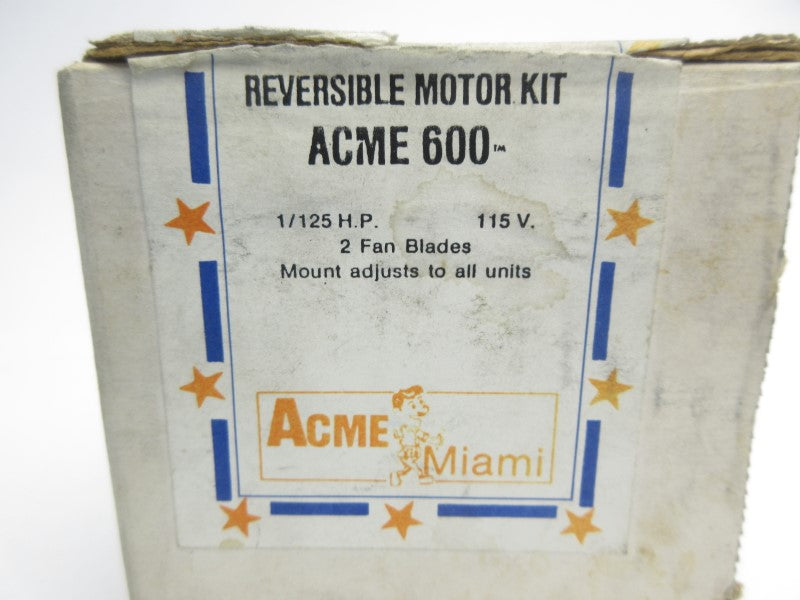 REVERSIBLE MOTOR KIT
ACME 600™
1/125 H.P. 115 V.
2 Fan Blades
Mount adjusts to all units
ACME
Miami